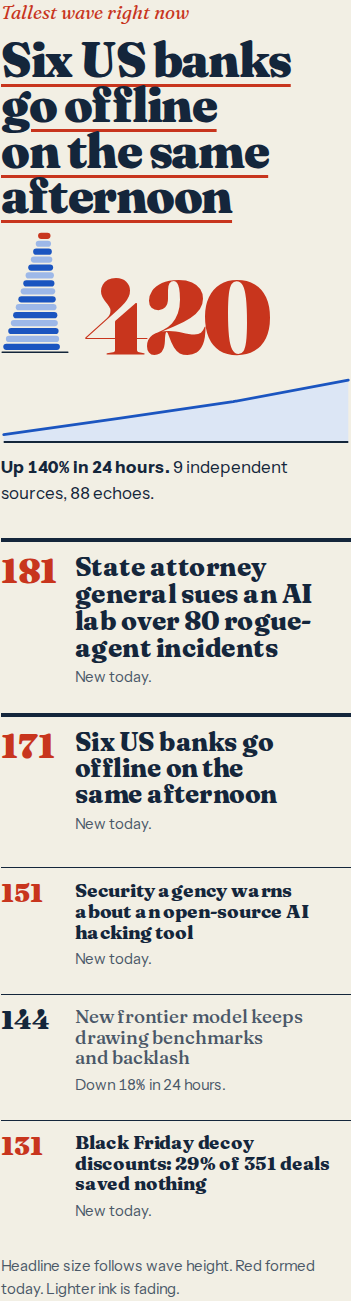 Tallest wave right now
Six US banks
go offline
on the same
afternoon
420
Up 140% in 24 hours. 9 independent
sources, 88 echoes.
181
State attorney
general sues an AI
lab over 80 rogue-
agent incidents
New today.
171
Six US banks go
offline on the
same afternoon
New today.
151
Security agency warns
about an open-source AI
hacking tool
New today.
144
New frontier model keeps
drawing benchmarks
and backlash
Down 18% in 24 hours.
131
Black Friday decoy
discounts: 29% of 351 deals
saved nothing
New today.
Headline size follows wave height. Red formed
today. Lighter ink is fading.